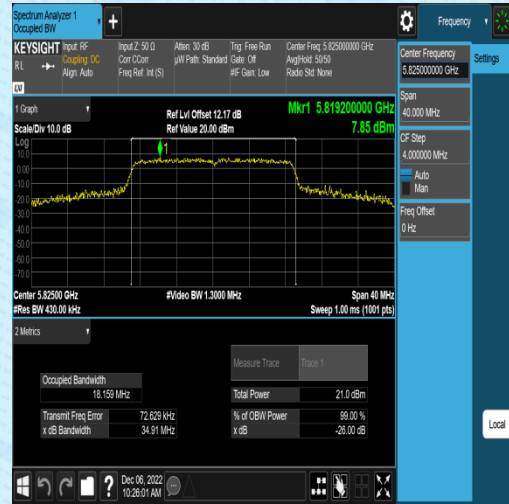 Spectrum Analyzer 1
Occupied BW
Frequency
KEYSIGHT
Input: RF
Input Z: 50 Ω
Atten: 30 dB
Trig: Free Run
Center Freq: 5.825000000 GHz
RL
Coupling: DC
Corr CCorr
µW Path: Standard
Gate: Off
Avg|Hold: 50/50
Align: Auto
Freq Ref: Int (S)
#IF Gain: Low
Radio Std: None
LXI
Center Frequency
5.825000000 GHz
Settings
Span
40.000 MHz
CF Step
4.000000 MHz
Auto
Man
Freq Offset
0 Hz
Local
1 Graph
Ref Lvl Offset 12.17 dB
Mkr1 5.819200000 GHz
Scale/Div 10.0 dB
Ref Value 20.00 dBm
7.85 dBm
Log
1
10.0
0.00
-10.0
-20.0
-30.0
-40.0
-50.0
-60.0
-70.0
Center 5.82500 GHz
#Video BW 1.3000 MHz
Span 40 MHz
#Res BW 430.00 kHz
Sweep 1.00 ms (1001 pts)
2 Metrics
Measure Trace
Trace 1
Occupied Bandwidth
18.159 MHz
Total Power
21.0 dBm
Transmit Freq Error
72.629 kHz
% of OBW Power
99.00 %
x dB Bandwidth
34.91 MHz
x dB
-26.00 dB
?
Dec 06, 2022
10:26:01 AM